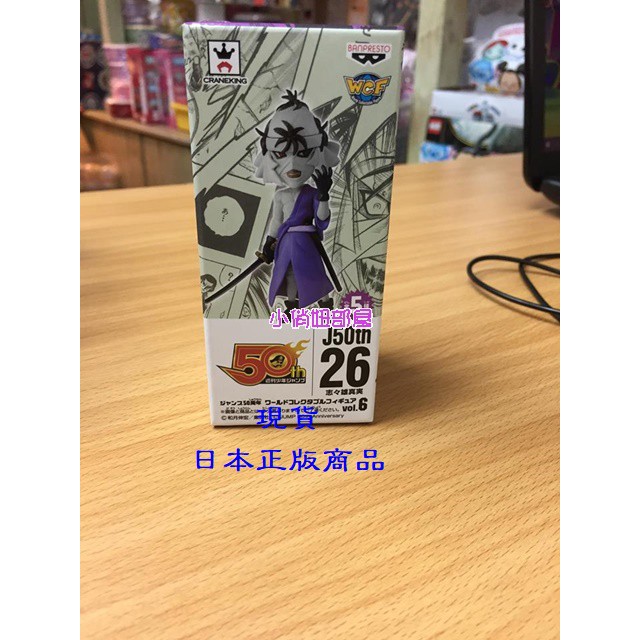 CRANEKING
BANPRESTO
WCF
あ…
全5種
小俏妞部屋
J50th
26
志々雄真実
50th
週刊少年ジャンプ
ジャンプ50周年 ワールドコレクタブルフィギュア
vol.6
現貨
日本正版商品